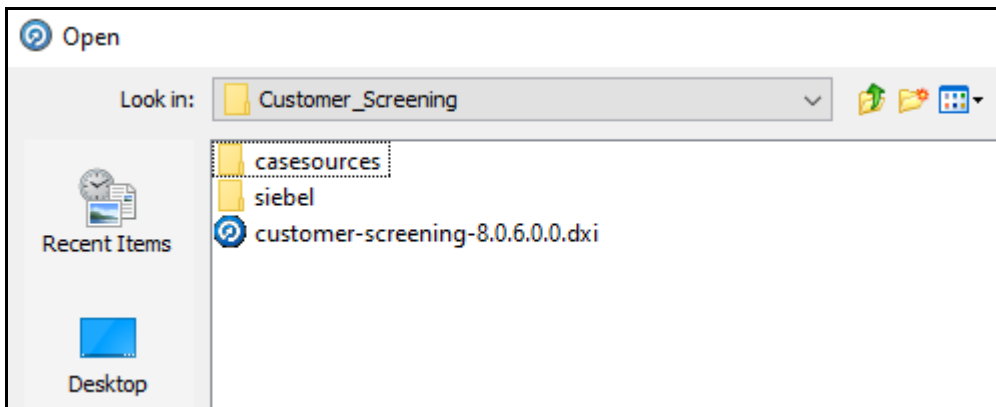 Open
Look in:
Customer_Screening
casesources
siebel
customer-screening-8.0.6.0.0.dxi
Recent Items
Desktop